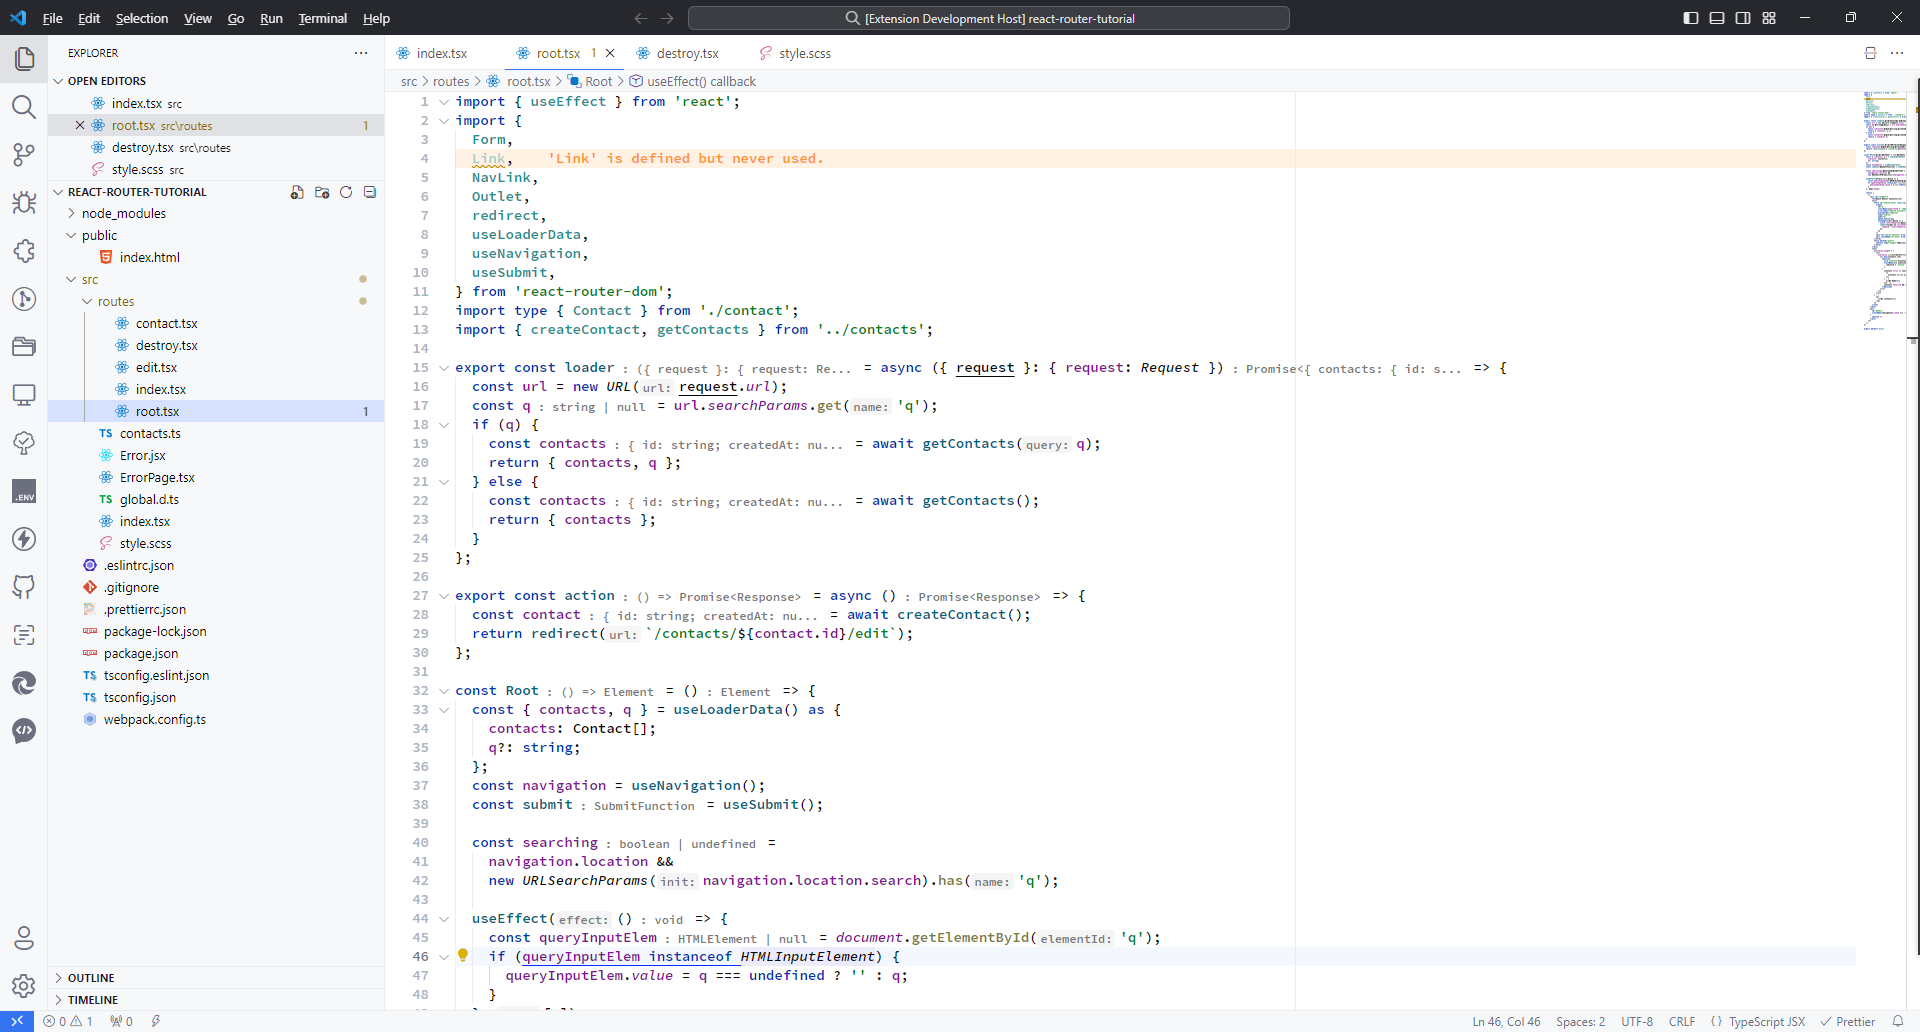 File Edit Selection View Go Run Terminal Help
[Extension Development Host] react-router-tutorial
EXPLORER
OPEN EDITORS
index.tsx src
root.tsx src\routes 1
destroy.tsx src\routes
style.scss src
REACT-ROUTER-TUTORIAL
node_modules
public
index.html
src
routes
contact.tsx
destroy.tsx
edit.tsx
index.tsx
root.tsx 1
contacts.ts
Error.jsx
ErrorPage.tsx
global.d.ts
index.tsx
style.scss
.eslintrc.json
.gitignore
.prettierrc.json
package-lock.json
package.json
tsconfig.eslint.json
tsconfig.json
webpack.config.ts
OUTLINE
TIMELINE
index.tsx root.tsx 1 destroy.tsx style.scss
src > routes > root.tsx > Root > useEffect() callback
1 import { useEffect } from 'react';
2 import {
3 Form,
4 Link, 'Link' is defined but never used.
5 NavLink,
6 Outlet,
7 redirect,
8 useLoaderData,
9 useNavigation,
10 useSubmit,
11 } from 'react-router-dom';
12 import type { Contact } from './contact';
13 import { createContact, getContacts } from '../contacts';
14
15 export const loader : ({ request }: { request: Re... = async ({ request }: { request: Request }) : Promise<{ contacts: { id: s... => {
16 const url = new URL(url: request.url);
17 const q : string | null = url.searchParams.get(name: 'q');
18 if (q) {
19 const contacts : { id: string; createdAt: nu... = await getContacts(query: q);
20 return { contacts, q };
21 } else {
22 const contacts : { id: string; createdAt: nu... = await getContacts();
23 return { contacts };
24 }
25 };
26
27 export const action : () => Promise<Response> = async () : Promise<Response> => {
28 const contact : { id: string; createdAt: nu... = await createContact();
29 return redirect(url: `/contacts/${contact.id}/edit`);
30 };
31
32 const Root : () => Element = () : Element => {
33 const { contacts, q } = useLoaderData() as {
34 contacts: Contact[];
35 q?: string;
36 };
37 const navigation = useNavigation();
38 const submit : SubmitFunction = useSubmit();
39
40 const searching : boolean | undefined =
41 navigation.location &&
42 new URLSearchParams(init: navigation.location.search).has(name: 'q');
43
44 useEffect(effect: () : void => {
45 const queryInputElem : HTMLElement | null = document.getElementById(elementId: 'q');
46 if (queryInputElem instanceof HTMLInputElement) {
47 queryInputElem.value = q === undefined ? '' : q;
48 }
.ENV
0 1 0
Ln 46, Col 46 Spaces: 2 UTF-8 CRLF { } TypeScript JSX Prettier